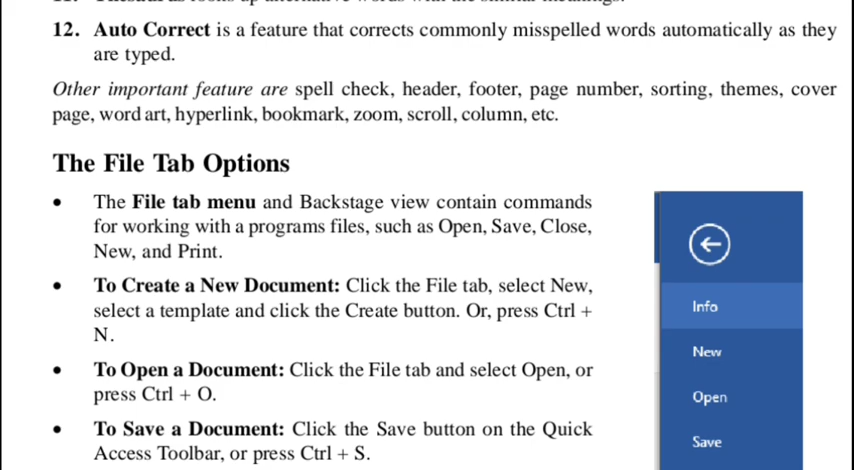 12. Auto Correct is a feature that corrects commonly misspelled words automatically as they
are typed.
Other important feature are spell check, header, footer, page number, sorting, themes, cover
page, word art, hyperlink, bookmark, zoom, scroll, column, etc.
The File Tab Options
• The File tab menu and Backstage view contain commands
for working with a programs files, such as Open, Save, Close,
New, and Print.
• To Create a New Document: Click the File tab, select New,
select a template and click the Create button. Or, press Ctrl +
N.
• To Open a Document: Click the File tab and select Open, or
press Ctrl + O.
• To Save a Document: Click the Save button on the Quick
Access Toolbar, or press Ctrl + S.
Info
New
Open
Save